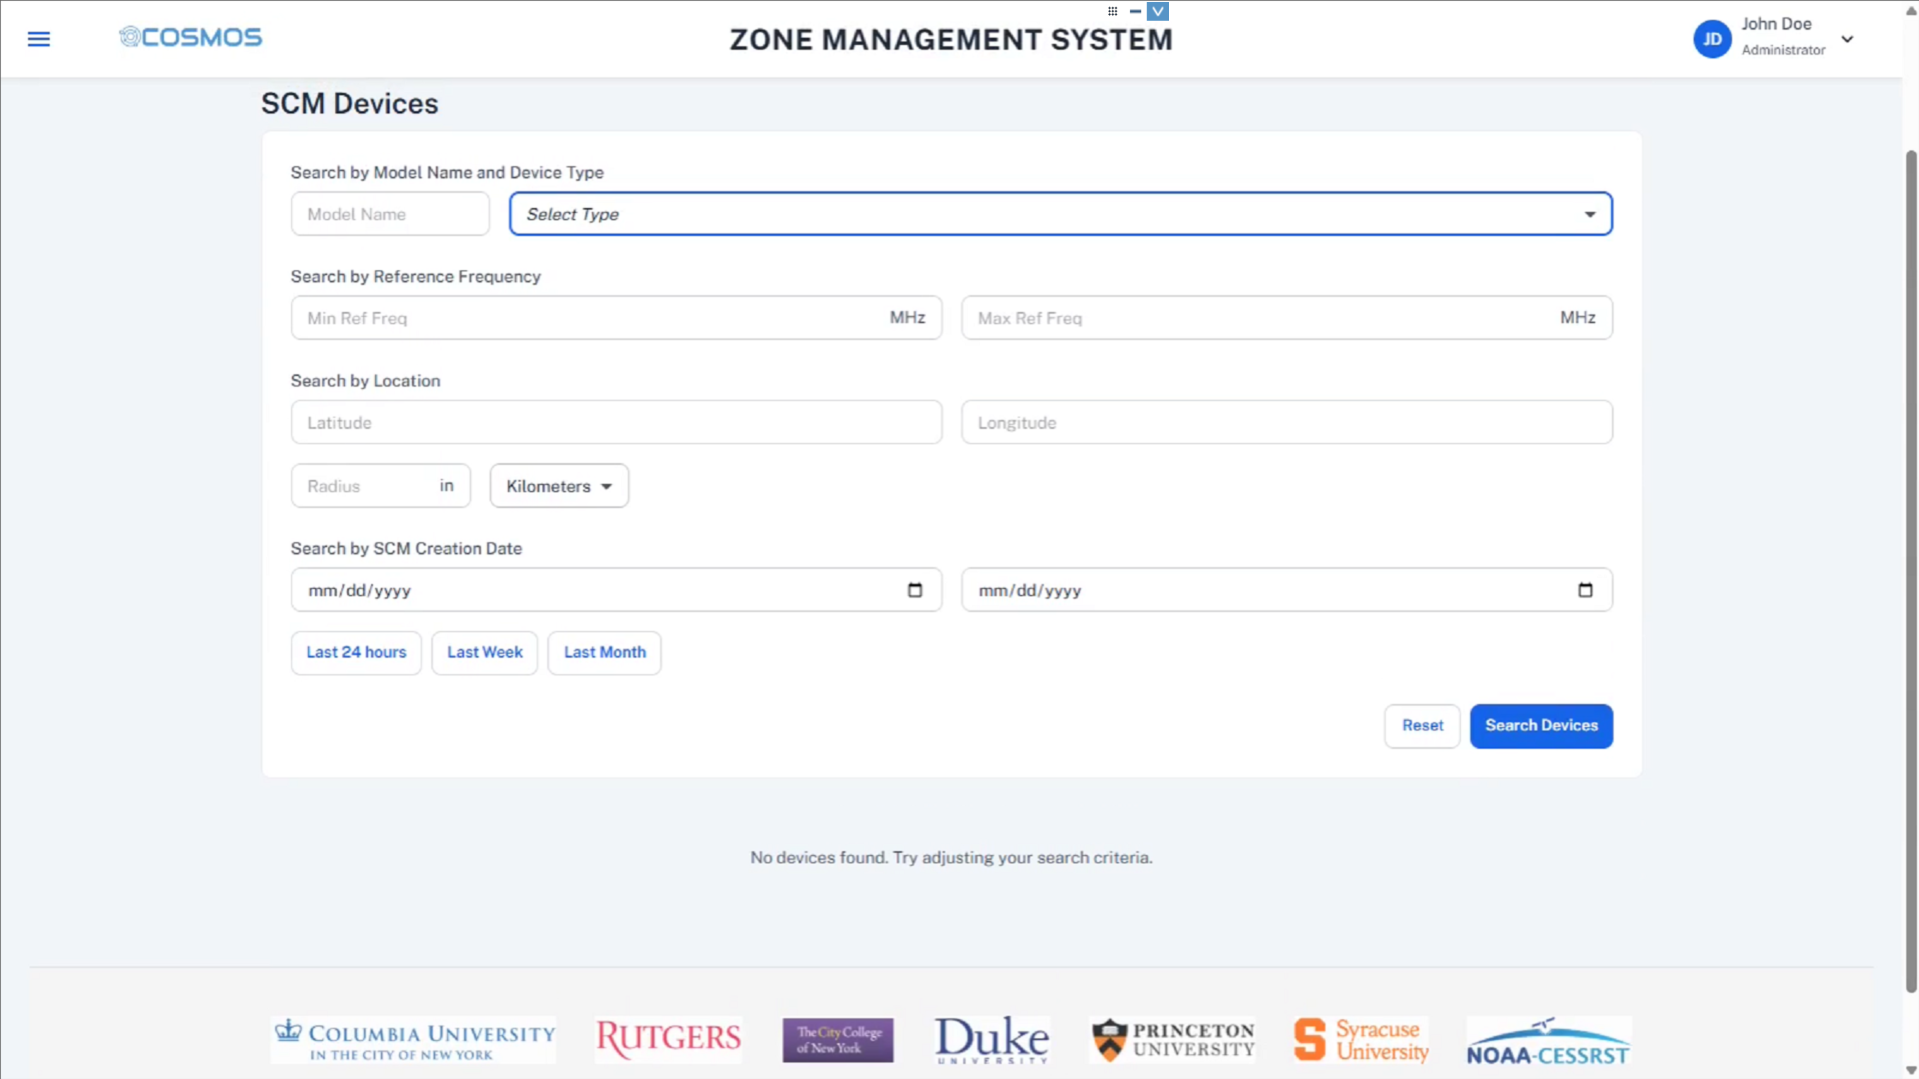 COSMOS
ZONE MANAGEMENT SYSTEM
JD
John Doe
Administrator
SCM Devices
Search by Model Name and Device Type
Model Name
Select Type
Search by Reference Frequency
Min Ref Freq MHz
Max Ref Freq MHz
Search by Location
Latitude
Longitude
Radius in
Kilometers
Search by SCM Creation Date
mm/dd/yyyy
mm/dd/yyyy
Last 24 hours
Last Week
Last Month
Reset
Search Devices
No devices found. Try adjusting your search criteria.
COLUMBIA UNIVERSITY
IN THE CITY OF NEW YORK
RUTGERS
The City College
of New York
Duke
UNIVERSITY
PRINCETON
UNIVERSITY
S
Syracuse
University
NOAA-CESSRST